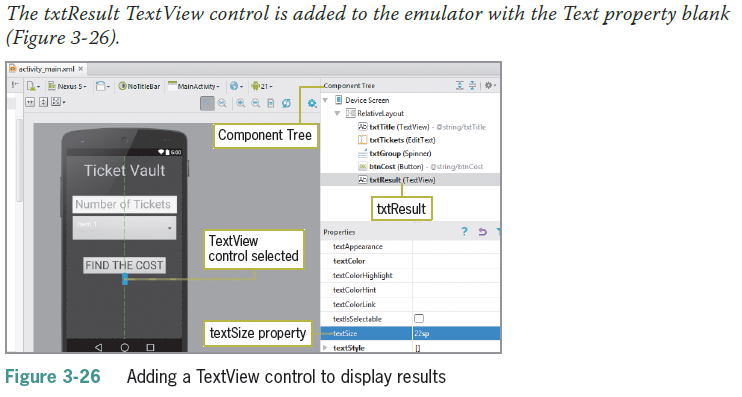 The txtResult TextView control is added to the emulator with the Text property blank
(Figure 3-26).
activity_main.xml ×
Nexus 5 NoTitleBar MainActivity 21
Component Tree
Device Screen
RelativeLayout
txtTitle (TextView) - @string/txtTitle
txtTickets (EditText)
txtGroup (Spinner)
btnCost (Button) - @string/btnCost
txtResult (TextView)
Component Tree
txtResult
5:00
Ticket Vault
Number of Tickets
Item 1
FIND THE COST
TextView
control selected
textSize property
Properties ?
textAppearance
textColor
textColorHighlight
textColorHint
textColorLink
textIsSelectable
textSize 22sp
textStyle []
Figure 3-26 Adding a TextView control to display results